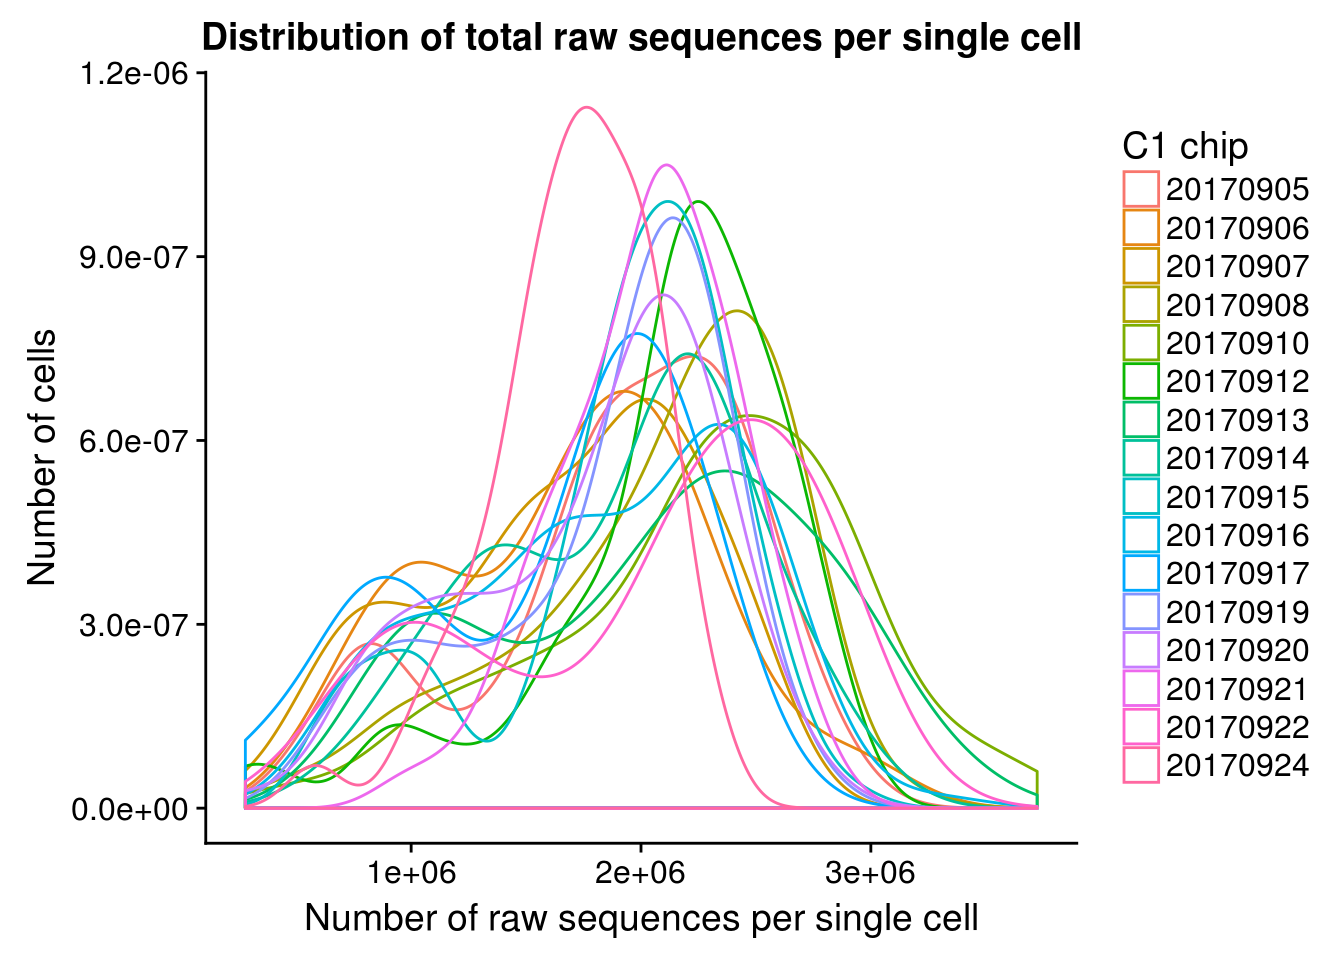 Distribution of total raw sequences per single cell
1.2e-06
9.0e-07
6.0e-07
3.0e-07
0.0e+00
Number of cells
1e+06
2e+06
3e+06
Number of raw sequences per single cell
C1 chip
20170905
20170906
20170907
20170908
20170910
20170912
20170913
20170914
20170915
20170916
20170917
20170919
20170920
20170921
20170922
20170924